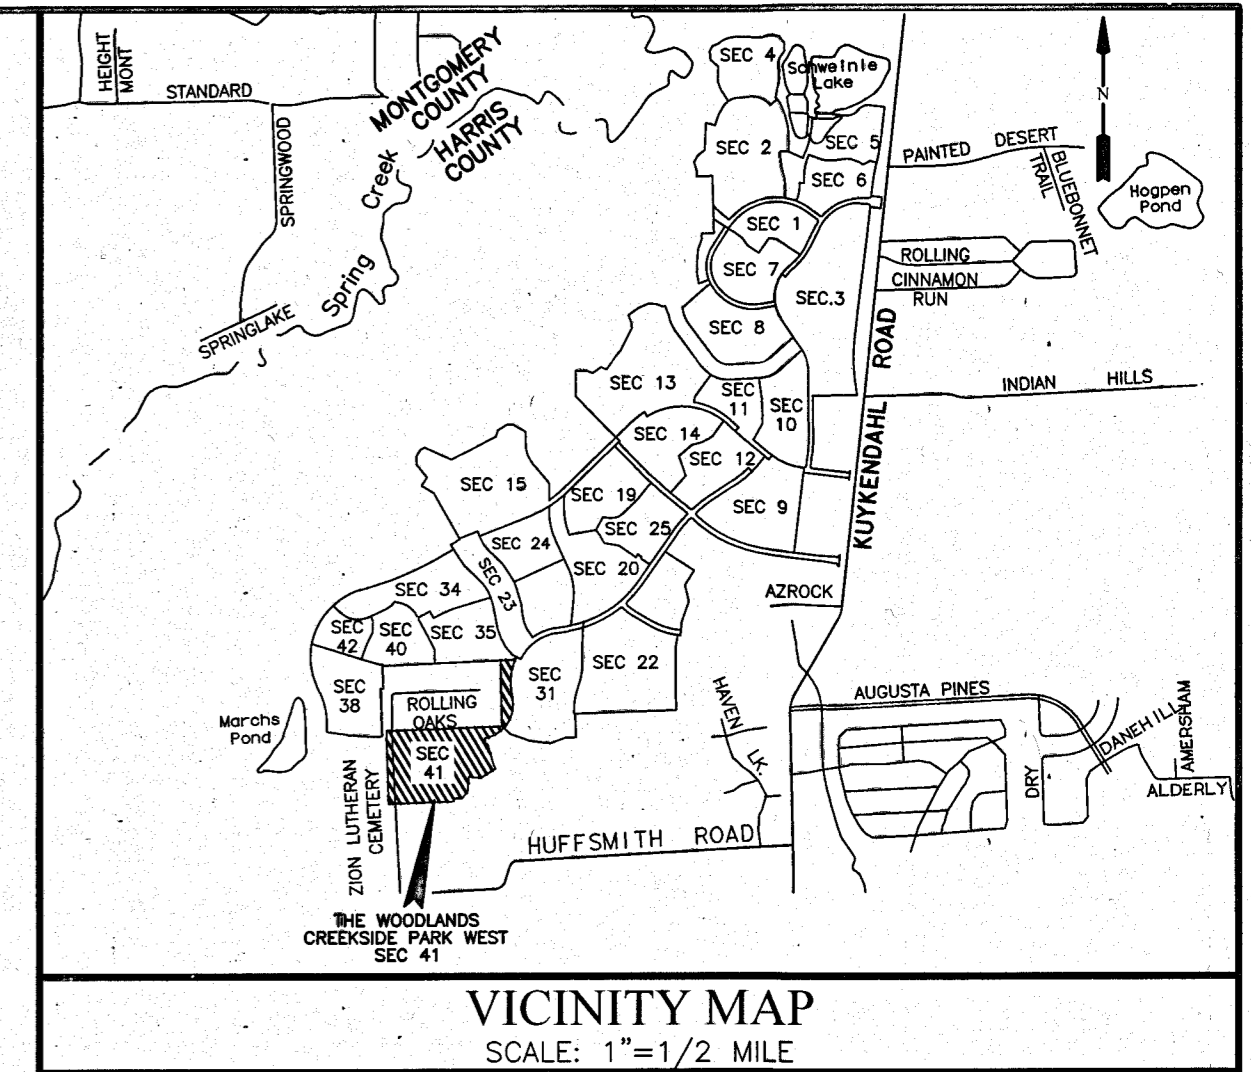 HEIGHT
MONT
STANDARD
MONTGOMERY
COUNTY
HARRIS
COUNTY
SPRINGWOOD
Spring Creek
SPRINGLAKE
SEC 4
Schweinle
Lake
N
SEC 2
SEC 5
SEC 6
PAINTED DESERT
BLUEBONNET
TRAIL
Hogpen
Pond
SEC 1
SEC 7
SEC.3
ROLLING
CINNAMON
RUN
SEC 8
KUYKENDAHL ROAD
INDIAN HILLS
SEC 13
SEC
11
SEC
10
SEC 14
SEC 12
SEC 15
SEC 19
SEC 9
SEC 25
SEC 24
SEC 20
SEC 23
SEC 34
AZROCK
SEC
42
SEC
40
SEC 35
SEC 22
SEC
31
SEC
38
ROLLING
OAKS
Marchs
Pond
SEC
41
ZION LUTHERAN
CEMETERY
HAVEN
LK.
AUGUSTA PINES
DRY
DANEHILL
AMERSHAM
ALDERLY
HUFFSMITH ROAD
THE WOODLANDS
CREEKSIDE PARK WEST
SEC 41
VICINITY MAP
SCALE: 1"=1/2 MILE